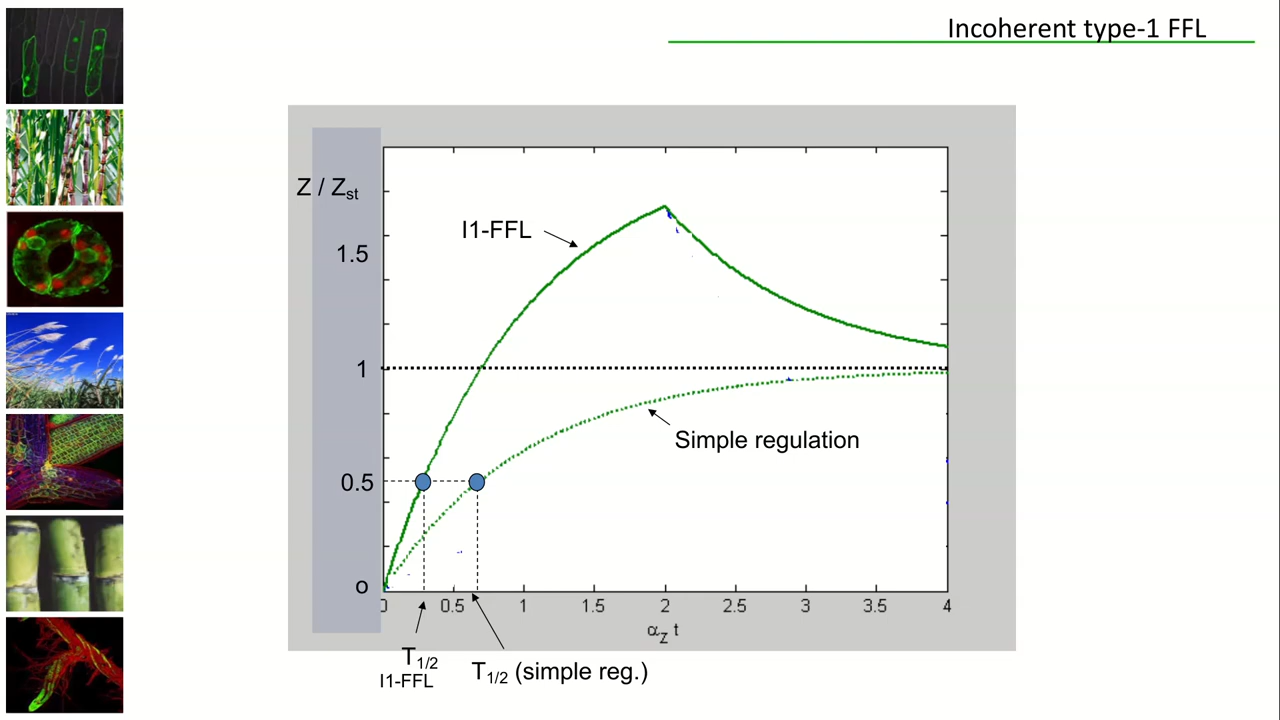 Incoherent type-1 FFL
Z / Zst
I1-FFL
1.5
1
Simple regulation
0.5
0
0 0.5 1 1.5 2 2.5 3 3.5 4
αZ t
T1/2
I1-FFL
T1/2 (simple reg.)